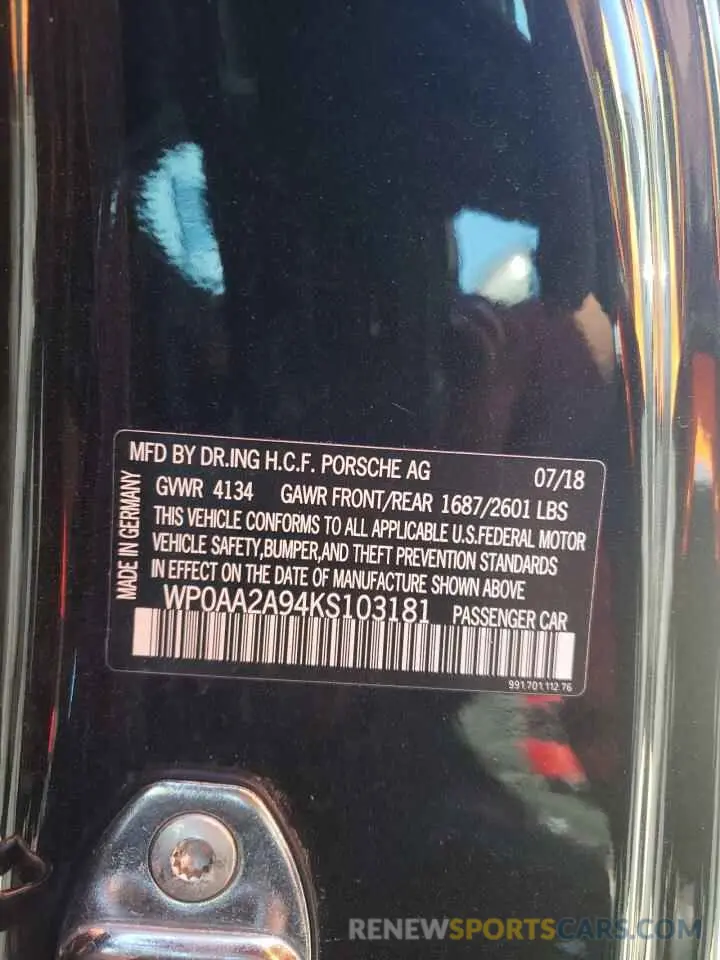 MFD BY DR.ING H.C.F. PORSCHE AG 07/18
GVWR 4134 GAWR FRONT/REAR 1687/2601 LBS
THIS VEHICLE CONFORMS TO ALL APPLICABLE U.S.FEDERAL MOTOR
VEHICLE SAFETY,BUMPER,AND THEFT PREVENTION STANDARDS
IN EFFECT ON THE DATE OF MANUFACTURE SHOWN ABOVE
WP0AA2A94KS103181 PASSENGER CAR
991.701.112.76
MADE IN GERMANY
RENEWSPORTSCARS.COM